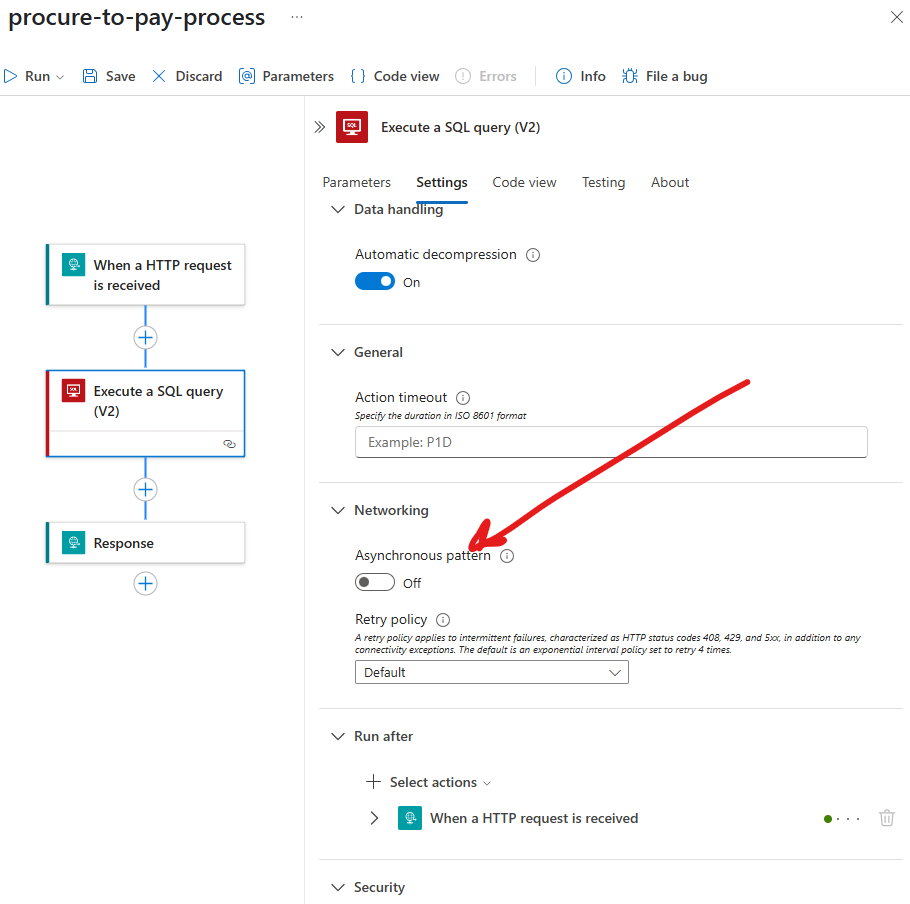 procure-to-pay-process ...
Run Save Discard Parameters Code view Errors Info File a bug
When a HTTP request
is received
Execute a SQL query
(V2)
Response
SQL Execute a SQL query (V2)
Parameters Settings Code view Testing About
Data handling
Automatic decompression
On
General
Action timeout
Specify the duration in ISO 8601 format
Example: P1D
Networking
Asynchronous pattern
Off
Retry policy
A retry policy applies to intermittent failures, characterized as HTTP status codes 408, 429, and 5xx, in addition to any
connectivity exceptions. The default is an exponential interval policy set to retry 4 times.
Default
Run after
Select actions
When a HTTP request is received
Security